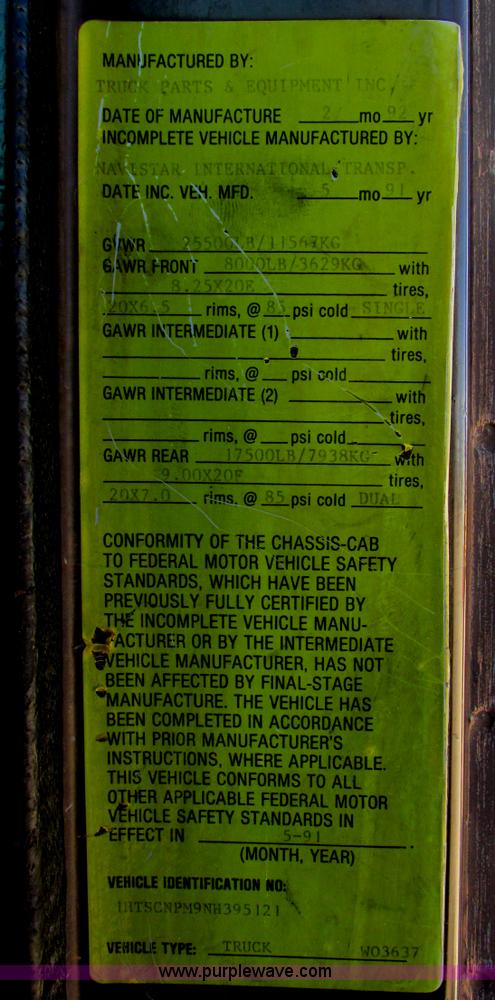 MANUFACTURED BY:
TRUCK PARTS & EQUIPMENT INC.
DATE OF MANUFACTURE 2 mo 92 yr
INCOMPLETE VEHICLE MANUFACTURED BY:
NAVISTAR INTERNATIONAL TRANSP.
DATE INC. VEH. MFD. 5 mo 91 yr
GVWR 25500LB/11567KG
GAWR FRONT 8000LB/3629KG with
8.25X20E tires,
20X6.5 rims, @ 85 psi cold SINGLE
GAWR INTERMEDIATE (1) with
tires,
rims, @ psi cold
GAWR INTERMEDIATE (2) with
tires,
rims, @ psi cold
GAWR REAR 17500LB/7938KG with
9.00X20F tires,
20X7.0 rims, @ 85 psi cold DUAL
CONFORMITY OF THE CHASSIS-CAB
TO FEDERAL MOTOR VEHICLE SAFETY
STANDARDS, WHICH HAVE BEEN
PREVIOUSLY FULLY CERTIFIED BY
THE INCOMPLETE VEHICLE MANU-
FACTURER OR BY THE INTERMEDIATE
VEHICLE MANUFACTURER, HAS NOT
BEEN AFFECTED BY FINAL-STAGE
MANUFACTURE. THE VEHICLE HAS
BEEN COMPLETED IN ACCORDANCE
WITH PRIOR MANUFACTURER'S
INSTRUCTIONS, WHERE APPLICABLE.
THIS VEHICLE CONFORMS TO ALL
OTHER APPLICABLE FEDERAL MOTOR
VEHICLE SAFETY STANDARDS IN
EFFECT IN 5-91
(MONTH, YEAR)
VEHICLE IDENTIFICATION NO:
1HTSCNPM9NH395121
VEHICLE TYPE: TRUCK WO3637
www.purplewave.com